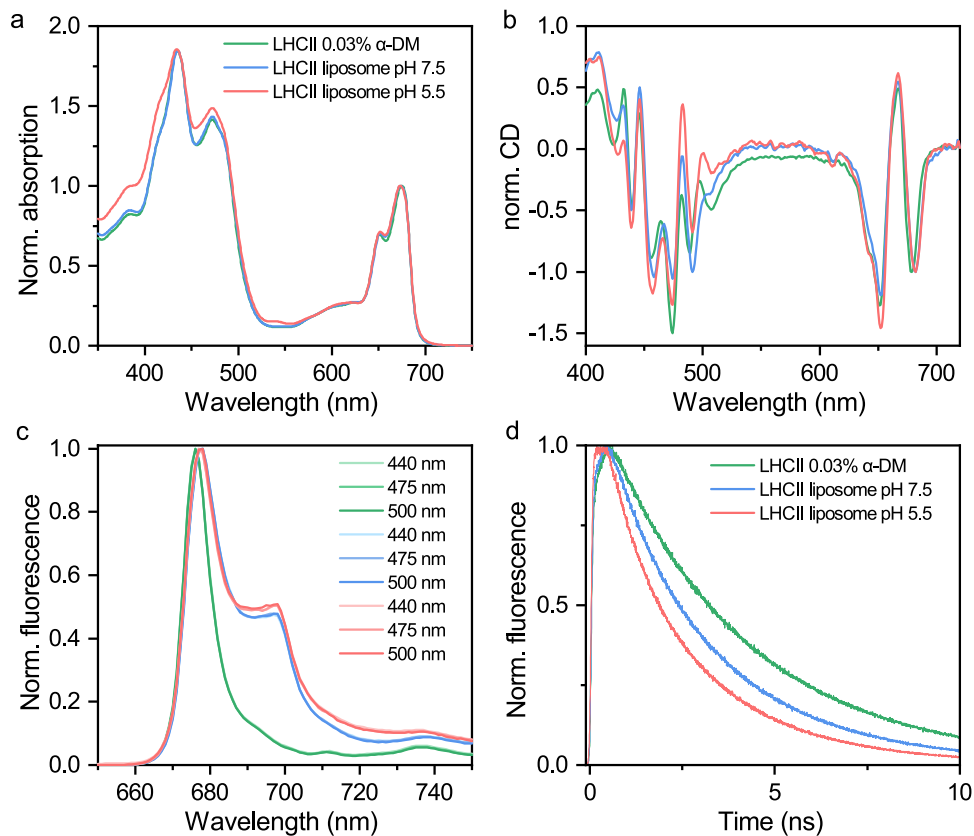 a
2.0
1.5
1.0
0.5
0.0
Norm. absorption
LHCII 0.03% α-DM
LHCII liposome pH 7.5
LHCII liposome pH 5.5
400 500 600 700
Wavelength (nm)
b
1.0
0.5
0.0
-0.5
-1.0
-1.5
norm. CD
400 500 600 700
Wavelength (nm)
c
1.0
0.8
0.6
0.4
0.2
0.0
Norm. fluorescence
440 nm
475 nm
500 nm
440 nm
475 nm
500 nm
440 nm
475 nm
500 nm
660 680 700 720 740
Wavelength (nm)
d
1.0
0.5
0.0
Norm. fluorescence
LHCII 0.03% α-DM
LHCII liposome pH 7.5
LHCII liposome pH 5.5
0 5 10
Time (ns)